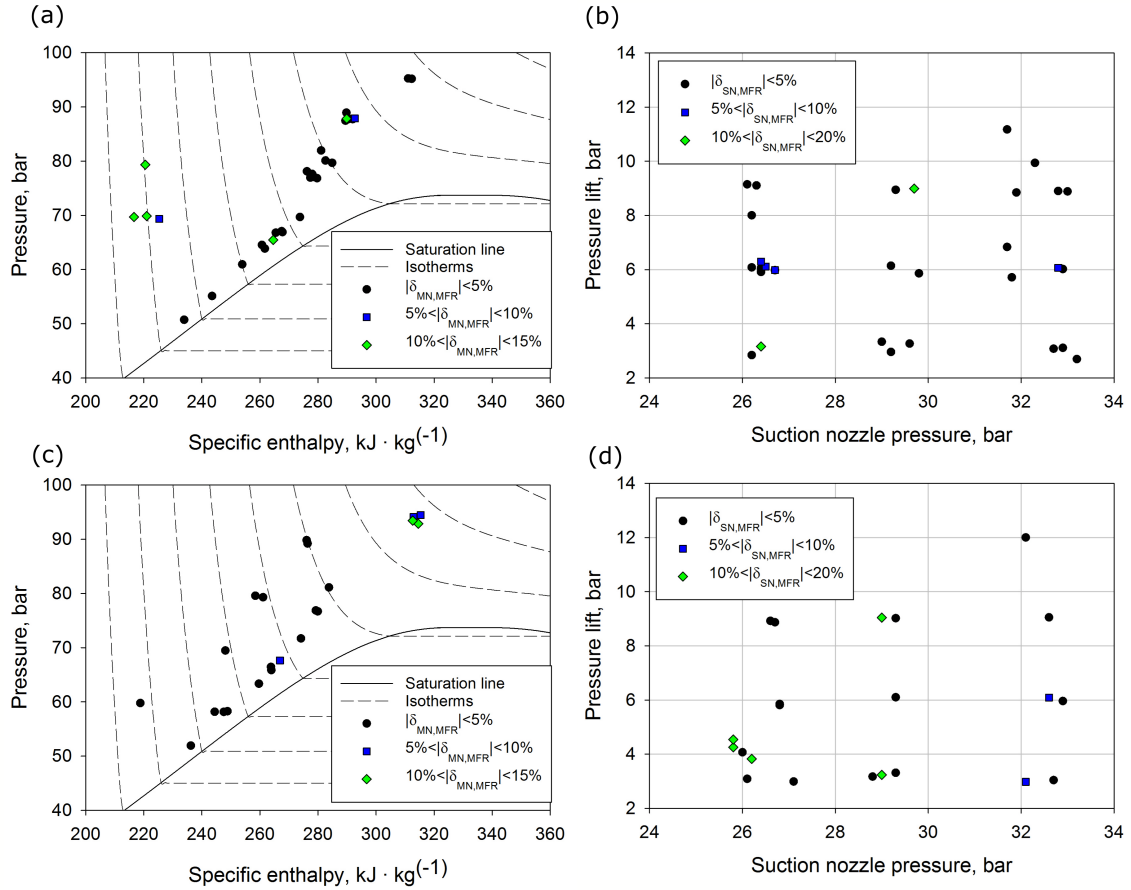 (a)
100
90
80
70
60
50
40
Pressure, bar
200 220 240 260 280 300 320 340 360
Specific enthalpy, kJ · kg(-1)
Saturation line
Isotherms
|δMN,MFR|<5%
5%<|δMN,MFR|<10%
10%<|δMN,MFR|<15%
(b)
14
12
10
8
6
4
2
Pressure lift, bar
24 26 28 30 32 34
Suction nozzle pressure, bar
|δSN,MFR|<5%
5%<|δSN,MFR|<10%
10%<|δSN,MFR|<20%
(c)
100
90
80
70
60
50
40
Pressure, bar
200 220 240 260 280 300 320 340 360
Specific enthalpy, kJ · kg(-1)
Saturation line
Isotherms
|δMN,MFR|<5%
5%<|δMN,MFR|<10%
10%<|δMN,MFR|<15%
(d)
14
12
10
8
6
4
2
Pressure lift, bar
24 26 28 30 32 34
Suction nozzle pressure, bar
|δSN,MFR|<5%
5%<|δSN,MFR|<10%
10%<|δSN,MFR|<20%